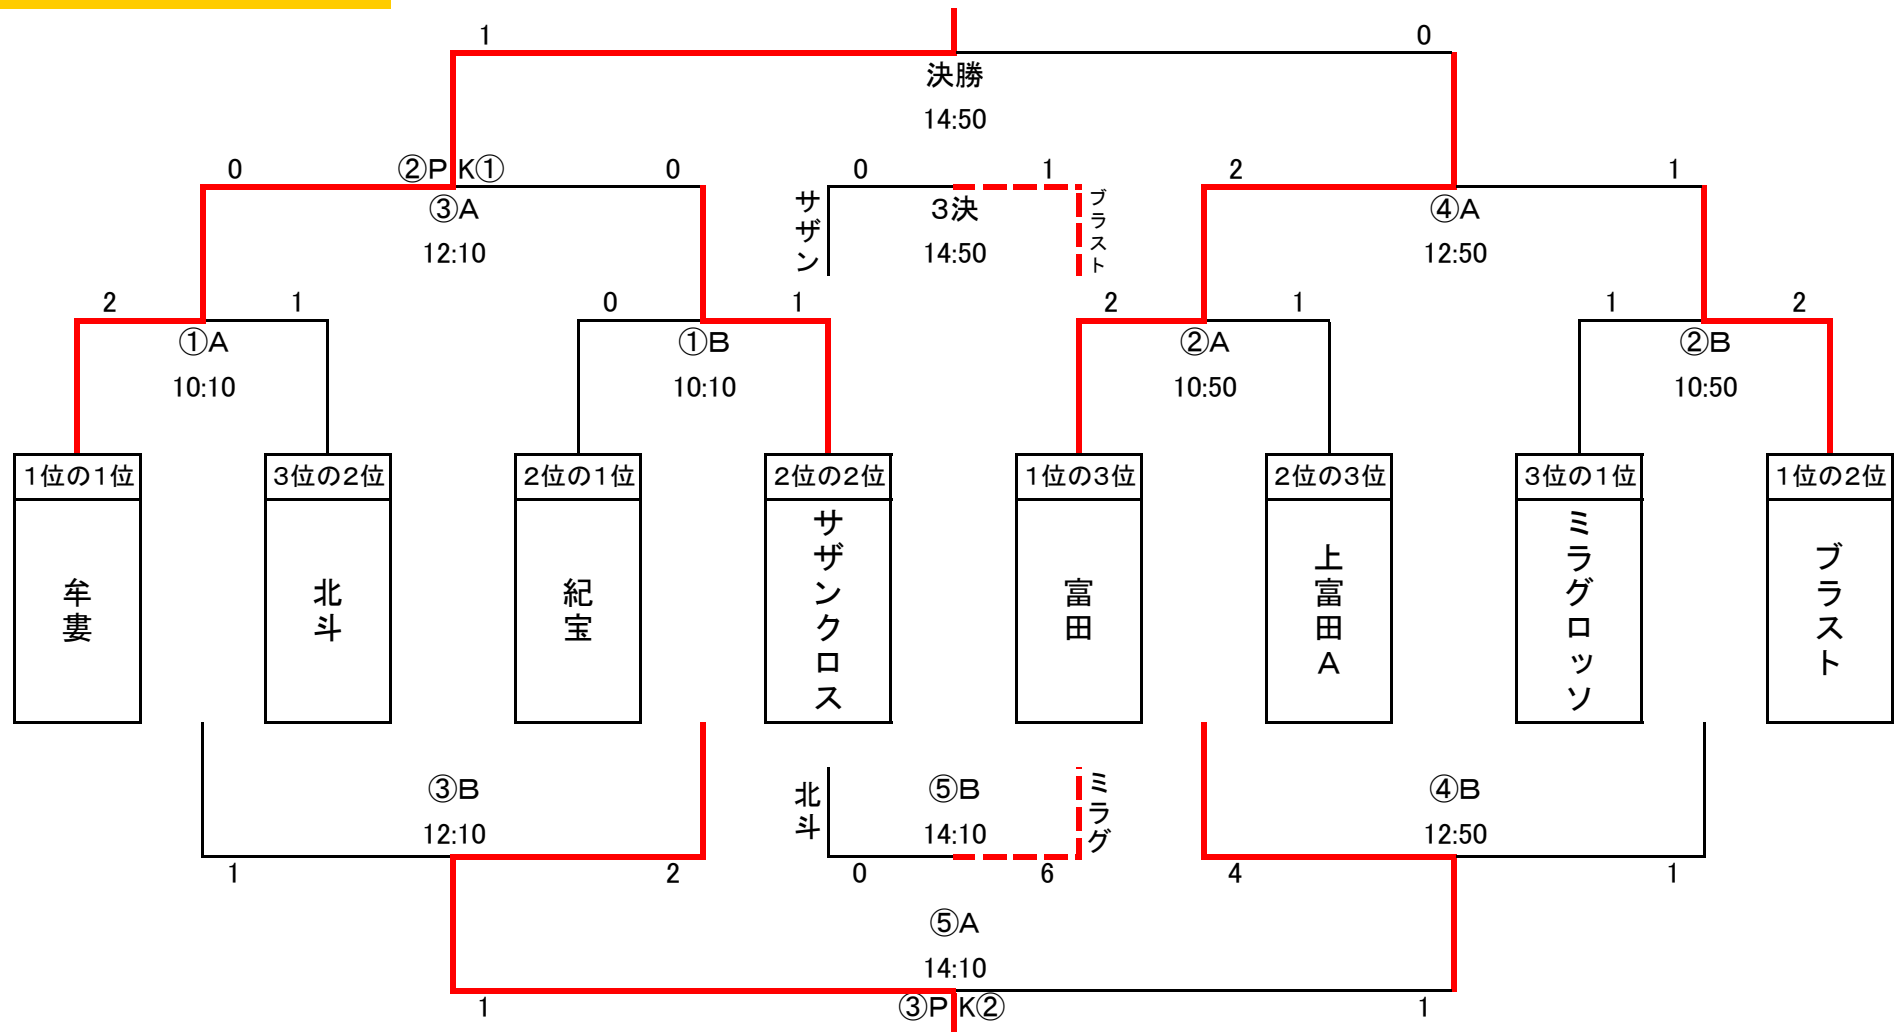 1 0
決勝
14:50
0 ②PK① 0 0 1 2 1
③A サザン 3決 ブラスト ④A
12:10 14:50 12:50
2 1 0 1 2 1 1 2
①A ①B ②A ②B
10:10 10:10 10:50 10:50
1位の1位 3位の2位 2位の1位 2位の2位 1位の3位 2位の3位 3位の1位 1位の2位
牟婁 北斗 紀宝 サザンクロス 富田 上富田A ミラグロッソ ブラスト
③B 北斗 ⑤B ミラグ ④B
12:10 14:10 12:50
1 2 0 6 4 1
⑤A
14:10
1 ③PK② 1